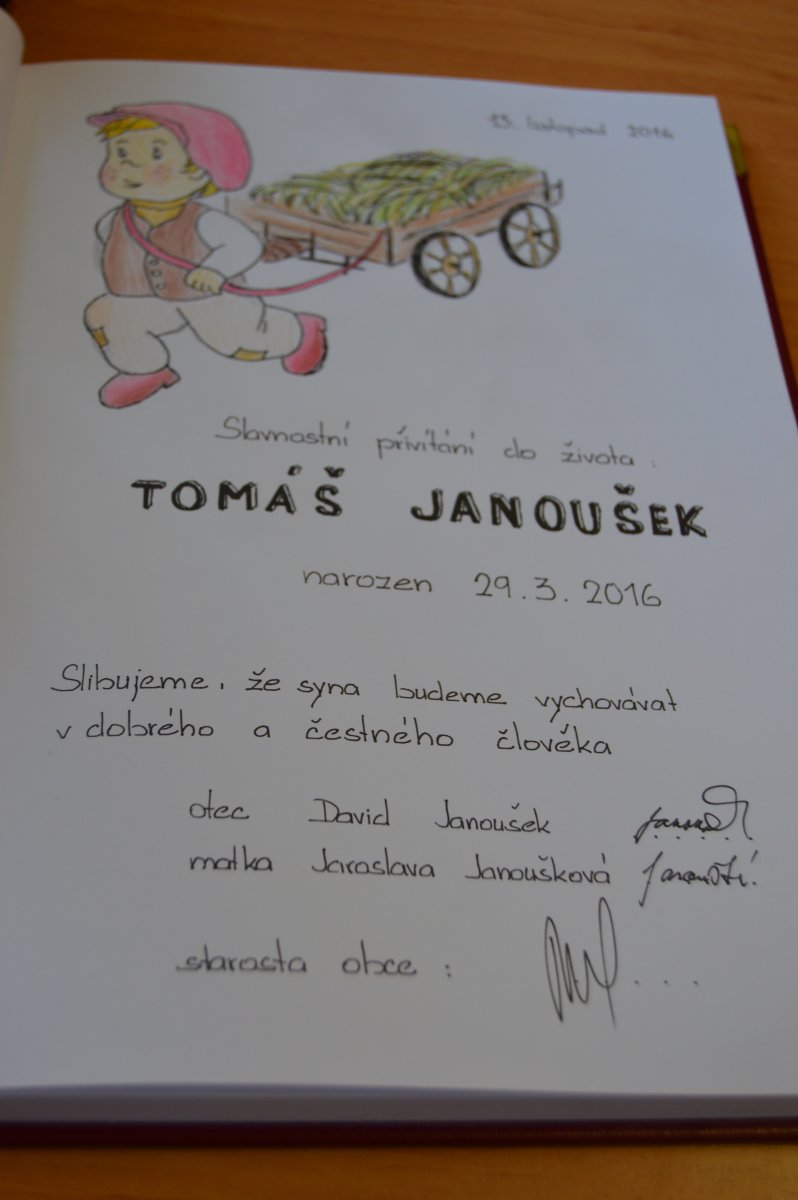 15. listopad 2016
Slavnostní přivítání do života :
TOMÁŠ JANOUŠEK
narozen 29.3.2016
Slibujeme, že syna budeme vychovávat
v dobrého a čestného člověka
otec David Janoušek
matka Jaroslava Janoušková
starosta obce :